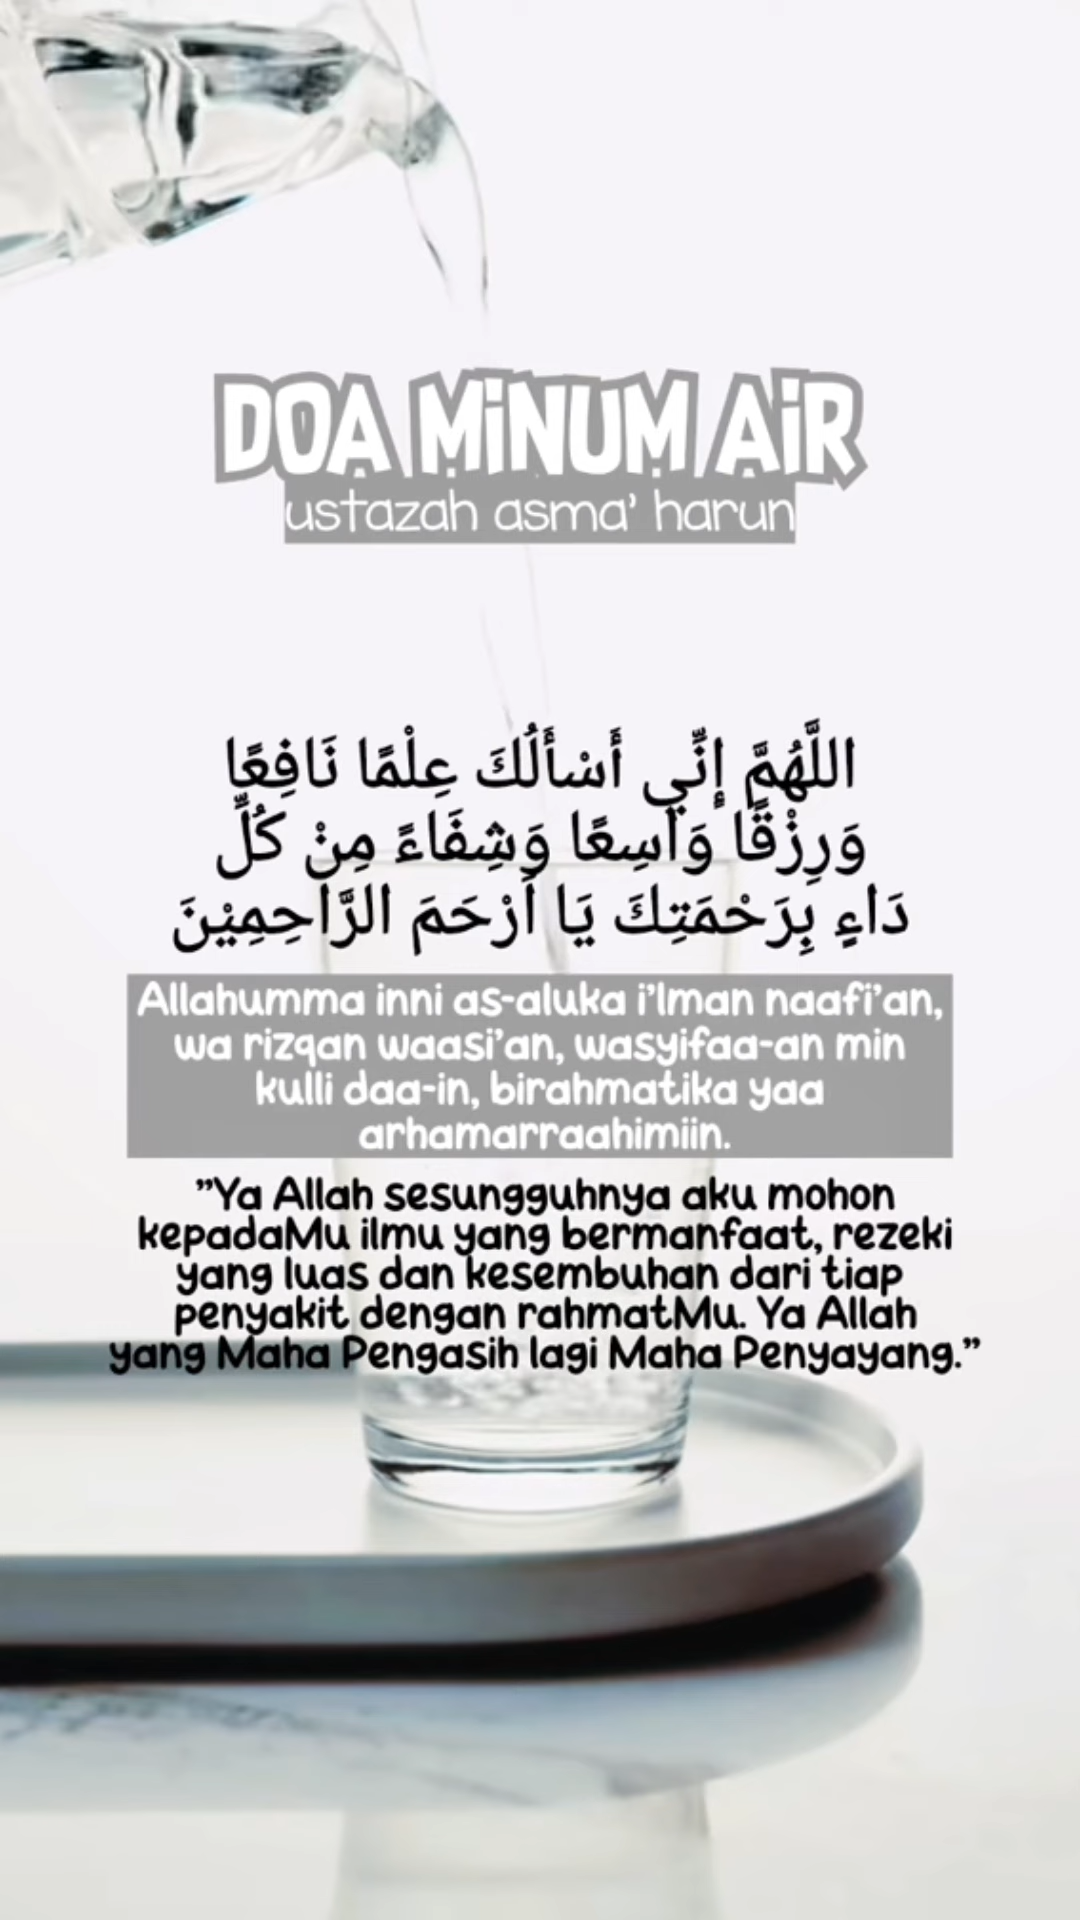 DOA MiNUM AiR
ustazah asma' harun
اللَّهُمَّ إِنِّي أَسْأَلُكَ عِلْمًا نَافِعًا
وَرِزْقًا وَاسِعًا وَشِفَاءً مِنْ كُلِّ
دَاءٍ بِرَحْمَتِكَ يَا أَرْحَمَ الرَّاحِمِيْنَ
Allahumma inni as-aluka i'lman naafi'an,
wa rizqan waasi'an, wasyifaa-an min
kulli daa-in, birahmatika yaa
arhamarraahimiin.
"Ya Allah sesungguhnya aku mohon
kepadaMu ilmu yang bermanfaat, rezeki
yang luas dan kesembuhan dari tiap
penyakit dengan rahmatMu. Ya Allah
yang Maha Pengasih lagi Maha Penyayang."